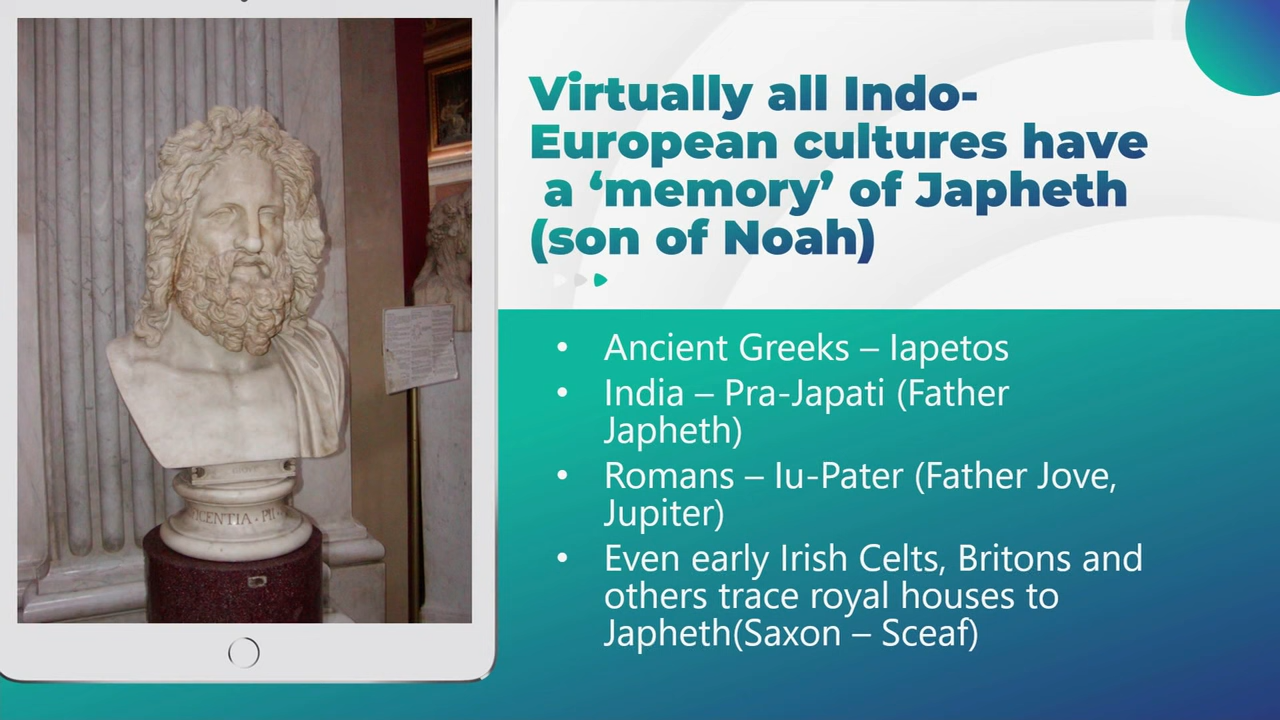 Virtually all Indo-
European cultures have
a ‘memory’ of Japheth
(son of Noah)
• Ancient Greeks – Iapetos
• India – Pra-Japati (Father
Japheth)
• Romans – Iu-Pater (Father Jove,
Jupiter)
• Even early Irish Celts, Britons and
others trace royal houses to
Japheth(Saxon – Sceaf)